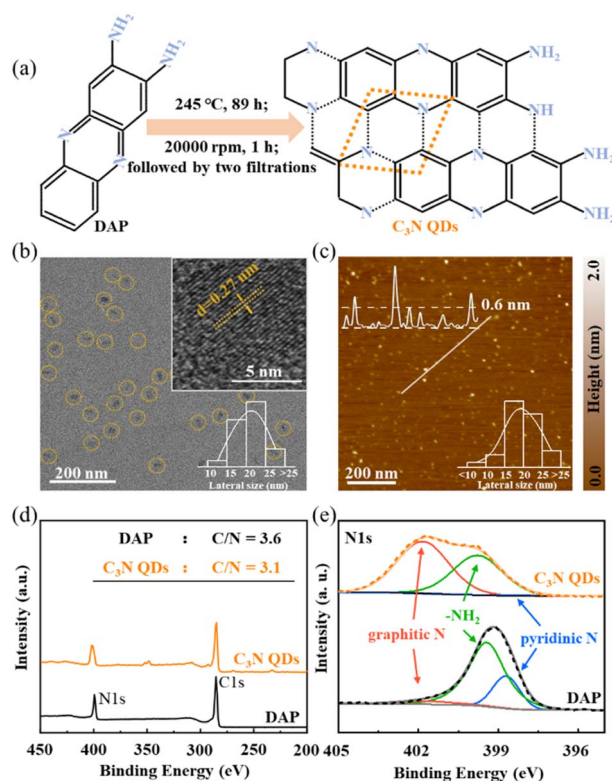 (a)
NH₂
NH₂
N
N
DAP
245 °C, 89 h;
20000 rpm, 1 h;
followed by two filtrations
N
N
NH₂
N
N
NH
N
N
NH₂
N
N
NH₂
C₃N QDs
(b)
d=0.27 nm
5 nm
200 nm
10 15 20 25 >25
Lateral size (nm)
(c)
0.6 nm
200 nm
<10 10 15 20 25 >25
Lateral size (nm)
2.0
Height (nm)
0.0
(d)
DAP : C/N = 3.6
C₃N QDs : C/N = 3.1
C₃N QDs
N1s
C1s
DAP
Intensity (a.u.)
450 400 350 300 250 200
Binding Energy (eV)
(e)
N1s
C₃N QDs
-NH₂
graphitic N
pyridinic N
DAP
Intensity (a. u.)
405 402 399 396
Binding Energy (eV)